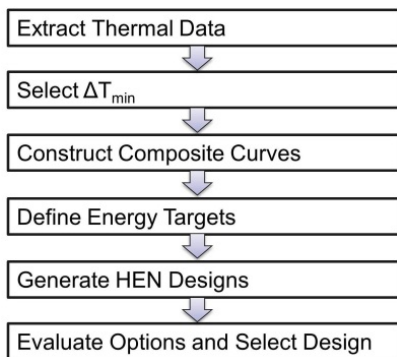 Extract Thermal Data
Select ΔTmin
Construct Composite Curves
Define Energy Targets
Generate HEN Designs
Evaluate Options and Select Design